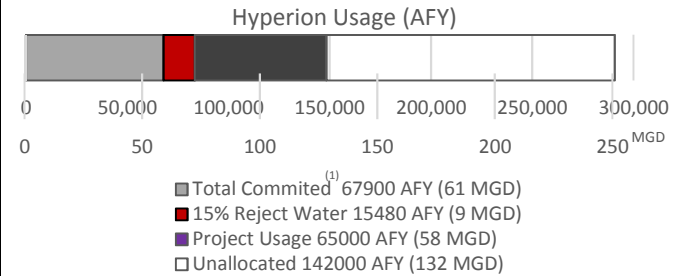 Hyperion Usage (AFY)
0 50,000 100,000 150,000 200,000 250,000 300,000
0 50 100 150 200 250 MGD
Total Commited(1) 67900 AFY (61 MGD)
15% Reject Water 15480 AFY (9 MGD)
Project Usage 65000 AFY (58 MGD)
Unallocated 142000 AFY (132 MGD)